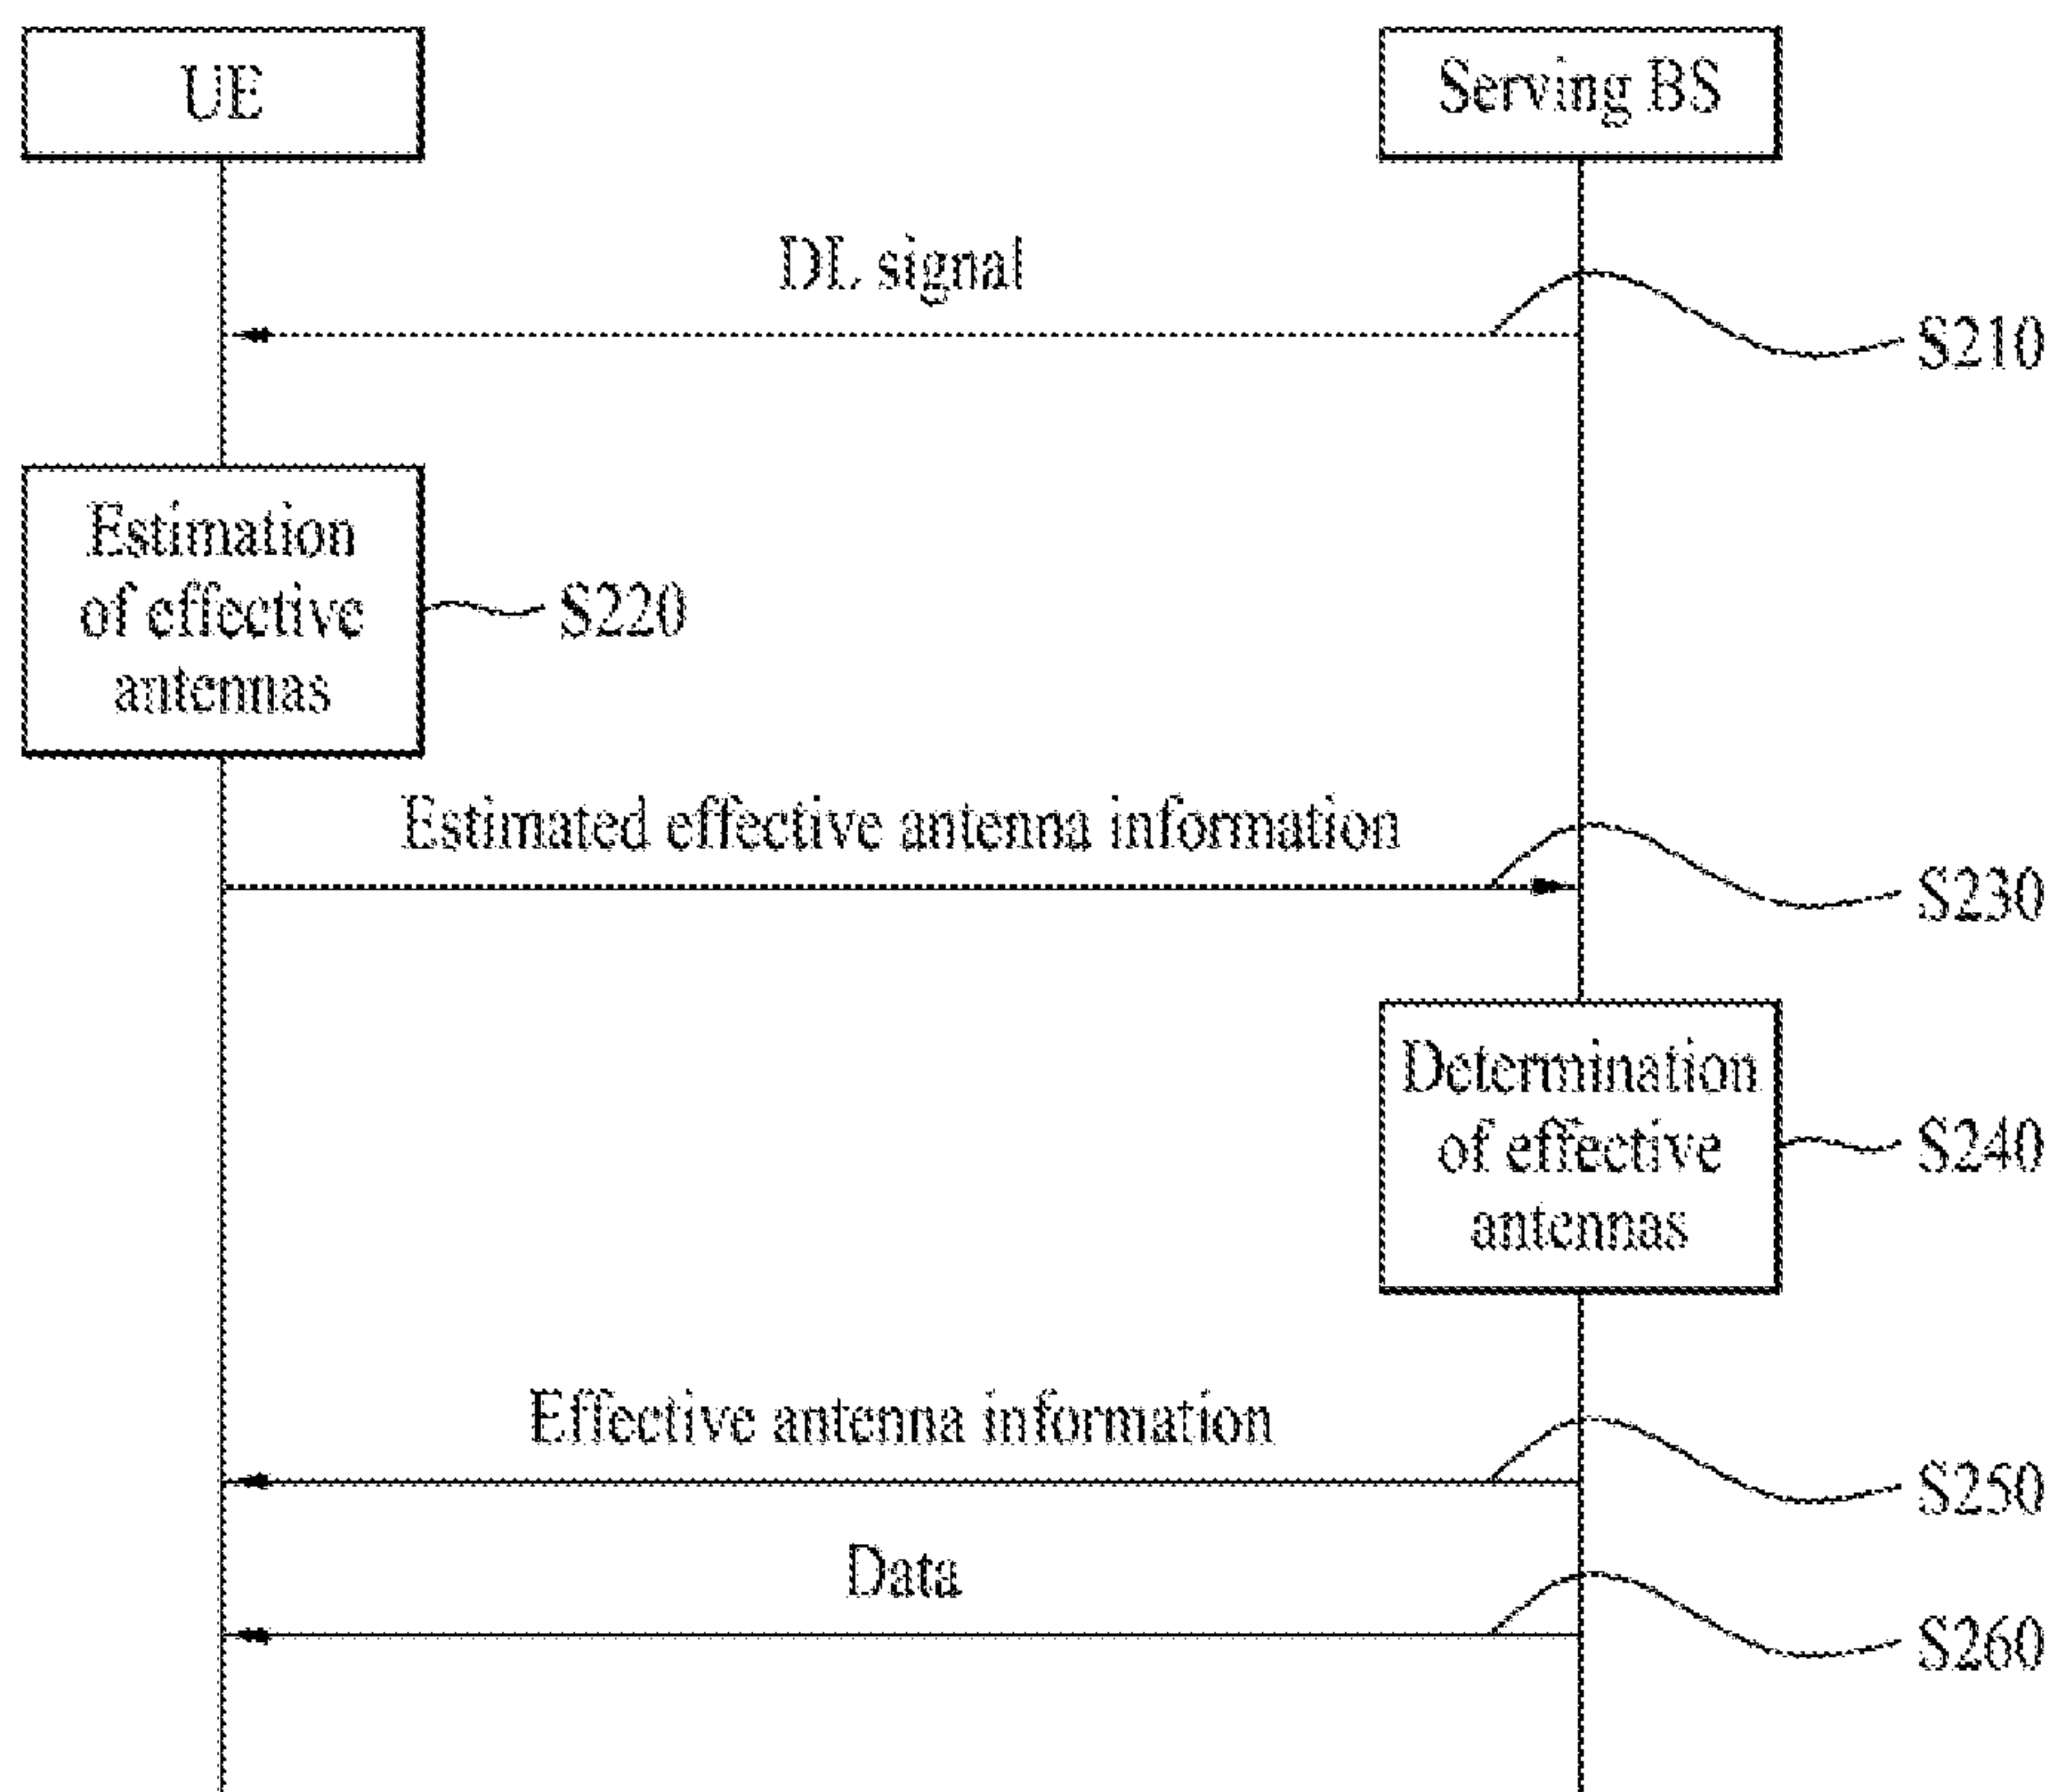 UE
Serving BS
DL signal
S210
Estimation
of effective
antennas
S220
Estimated effective antenna information
S230
Determination
of effective
antennas
S240
Effective antenna information
S250
Data
S260